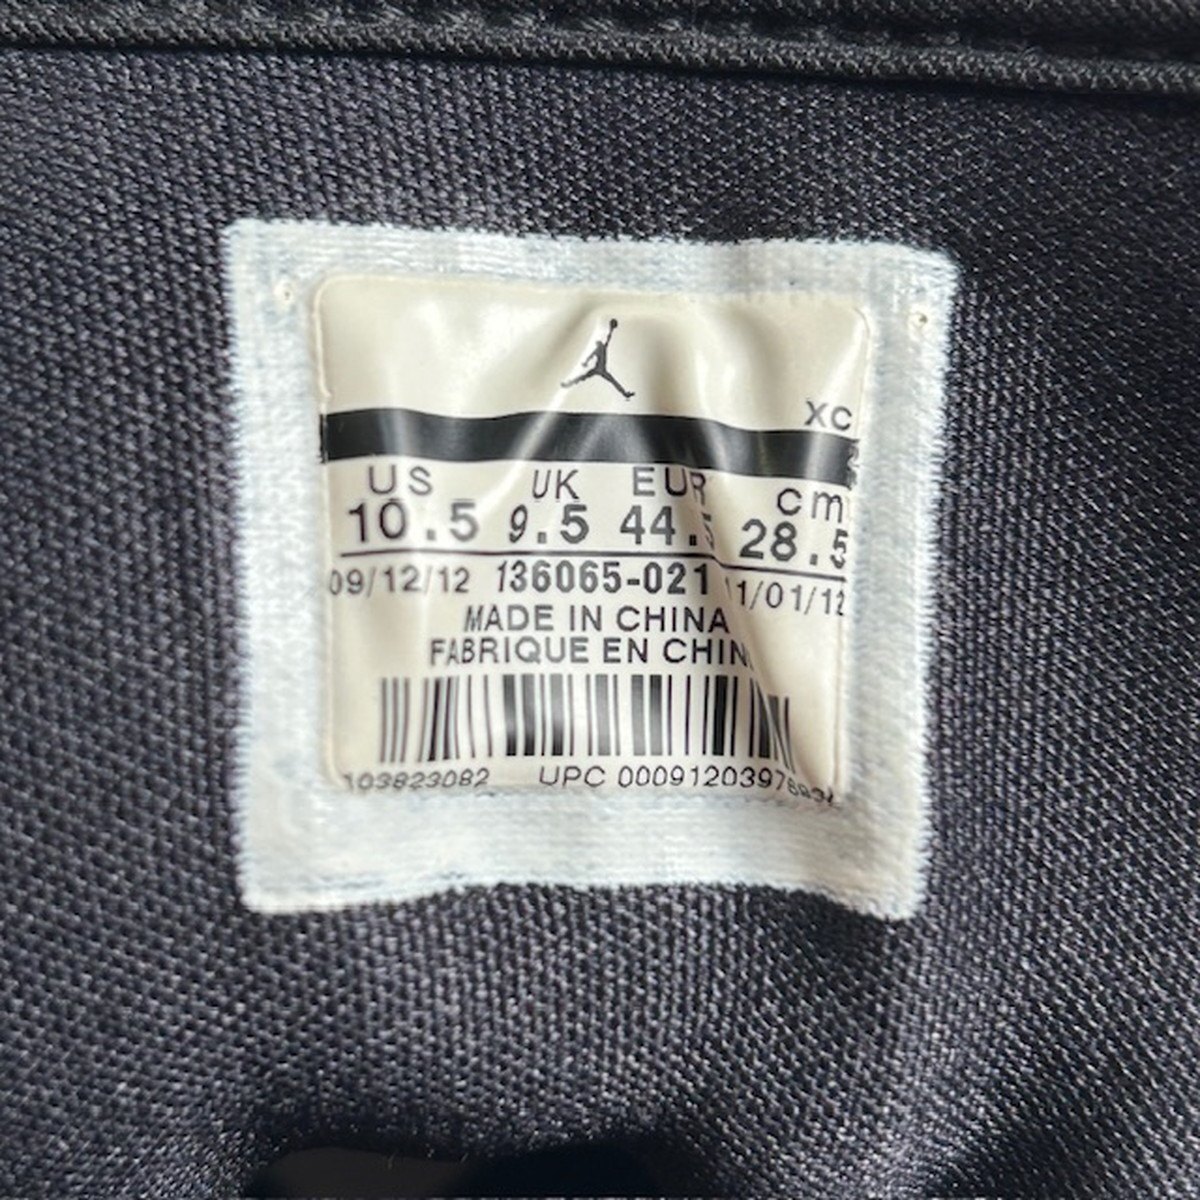 XC
US UK EUR cm
10.5 9.5 44.5 28.5
09/12/12 136065-021 11/01/12
MADE IN CHINA
FABRIQUE EN CHINE
103823082 UPC